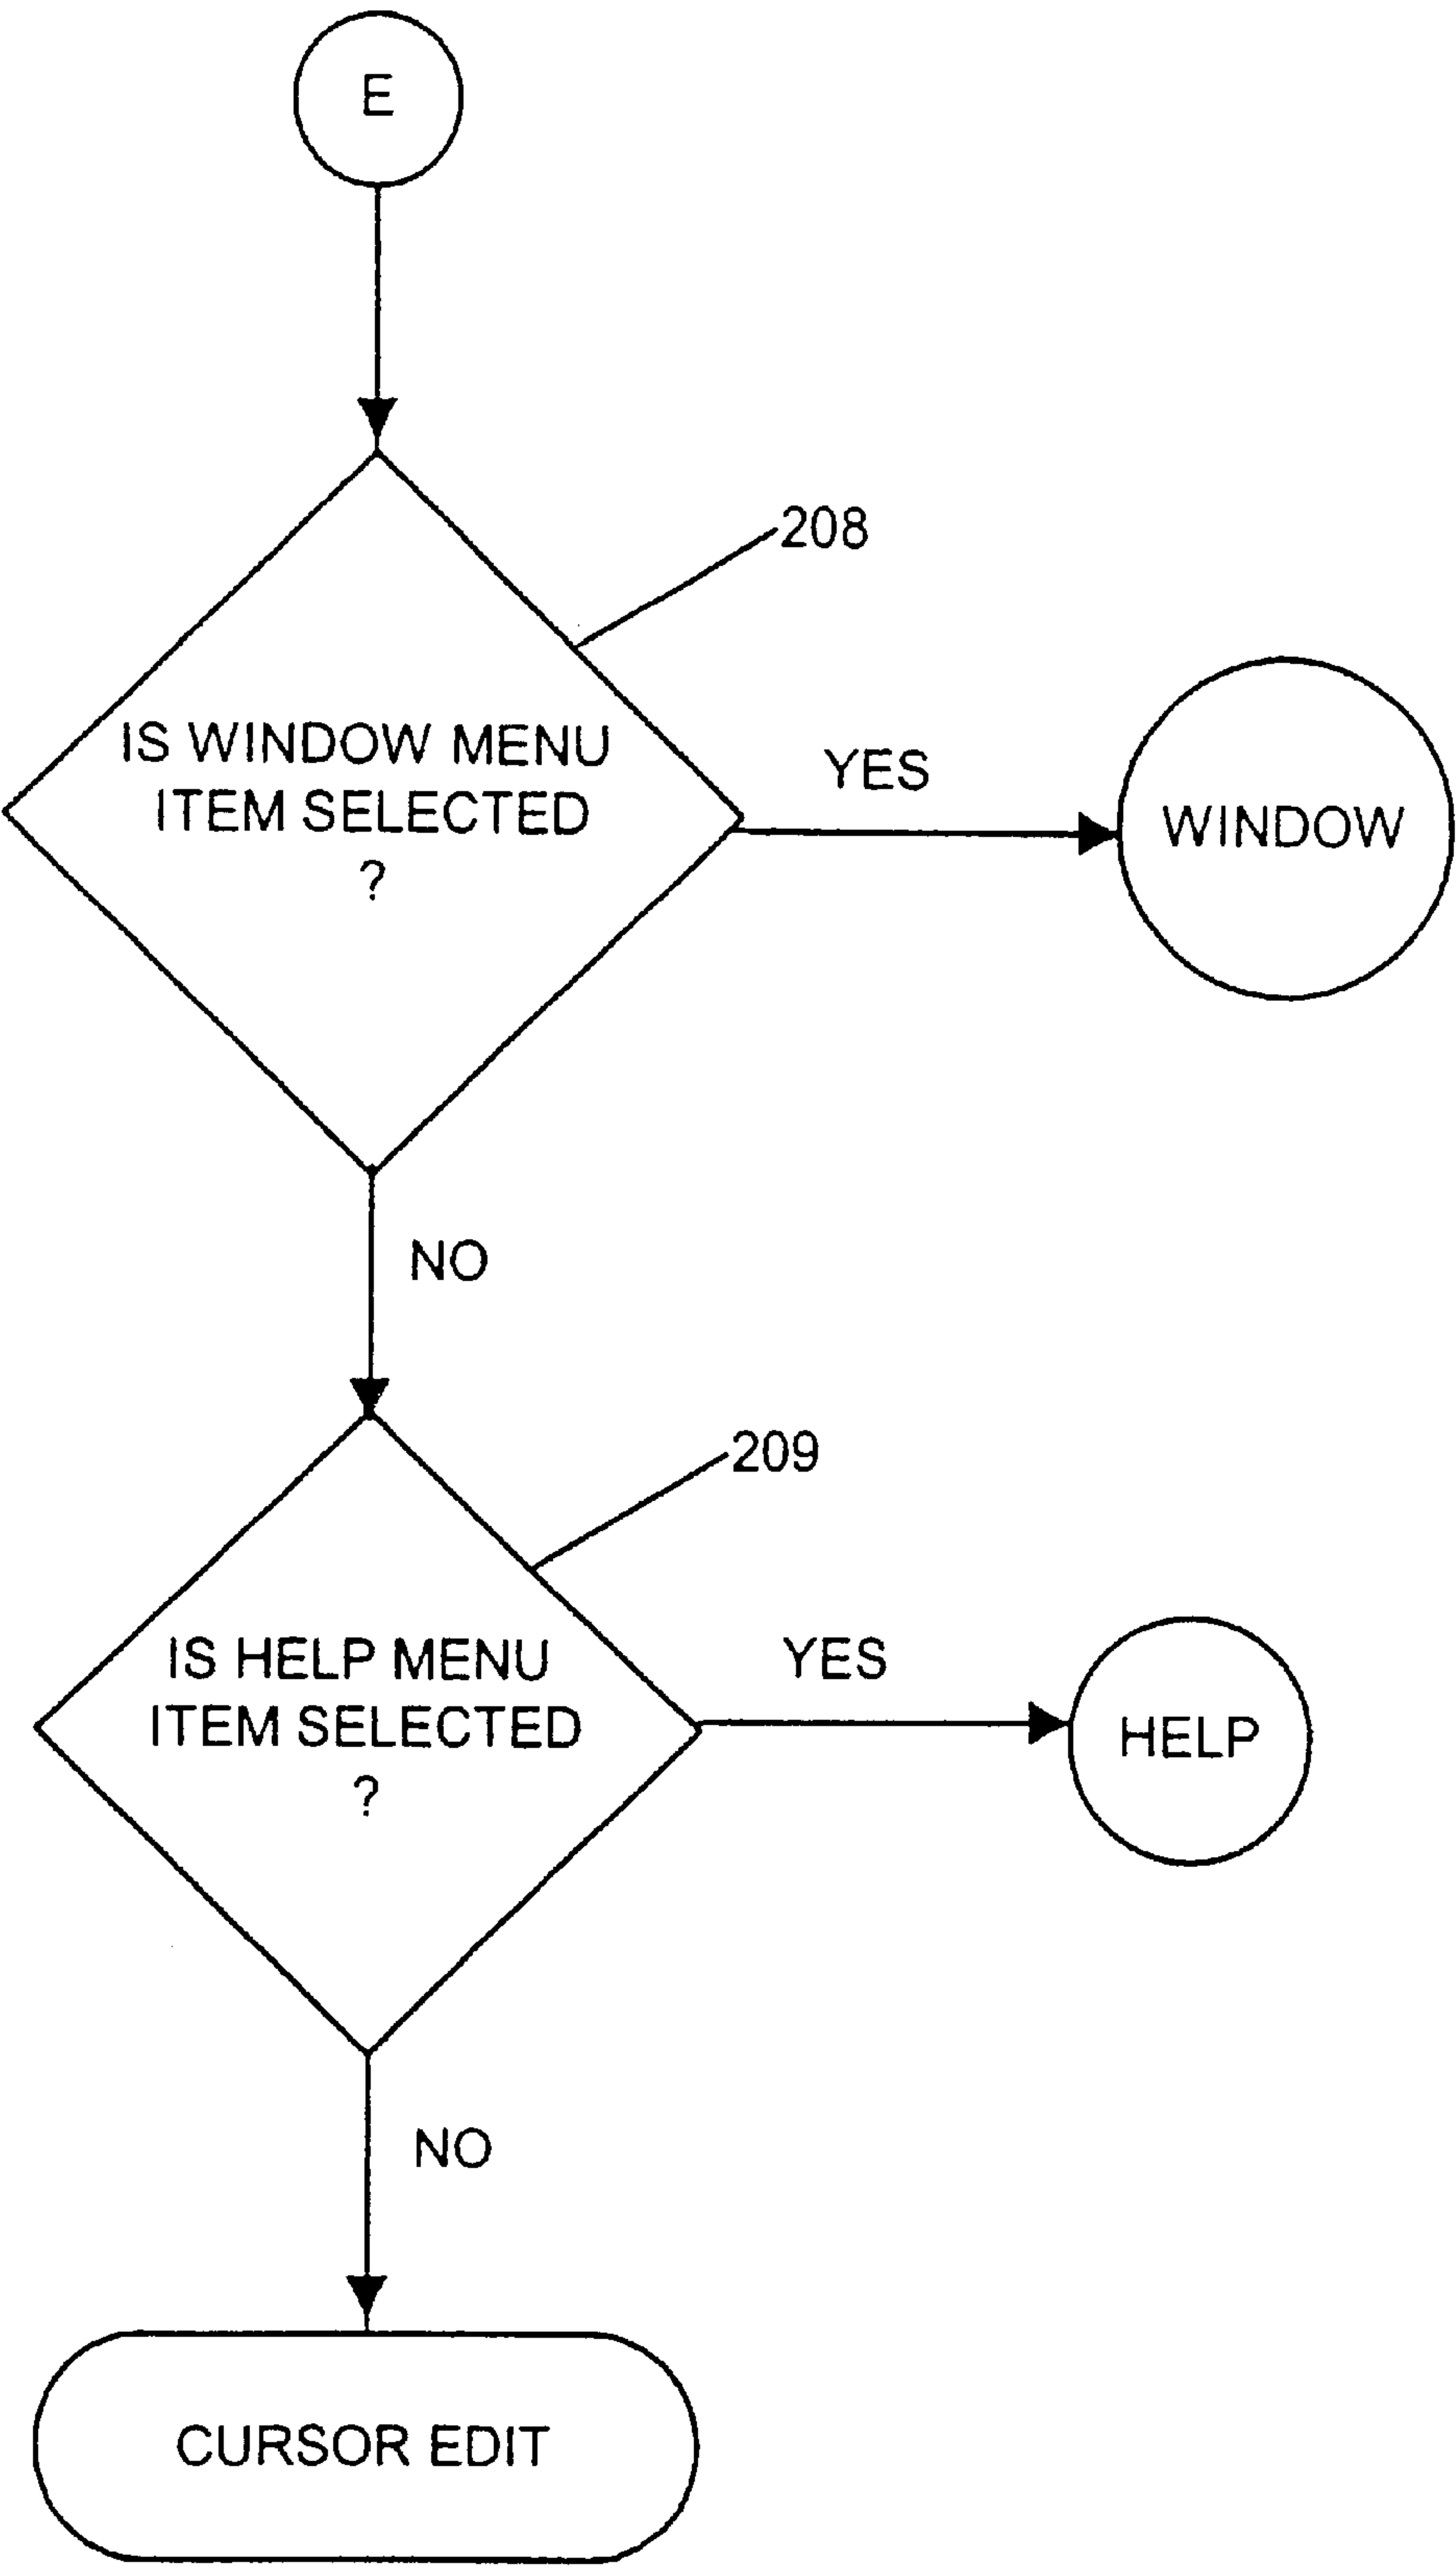 E
208
IS WINDOW MENU
ITEM SELECTED
?
YES
WINDOW
NO
209
IS HELP MENU
ITEM SELECTED
?
YES
HELP
NO
CURSOR EDIT